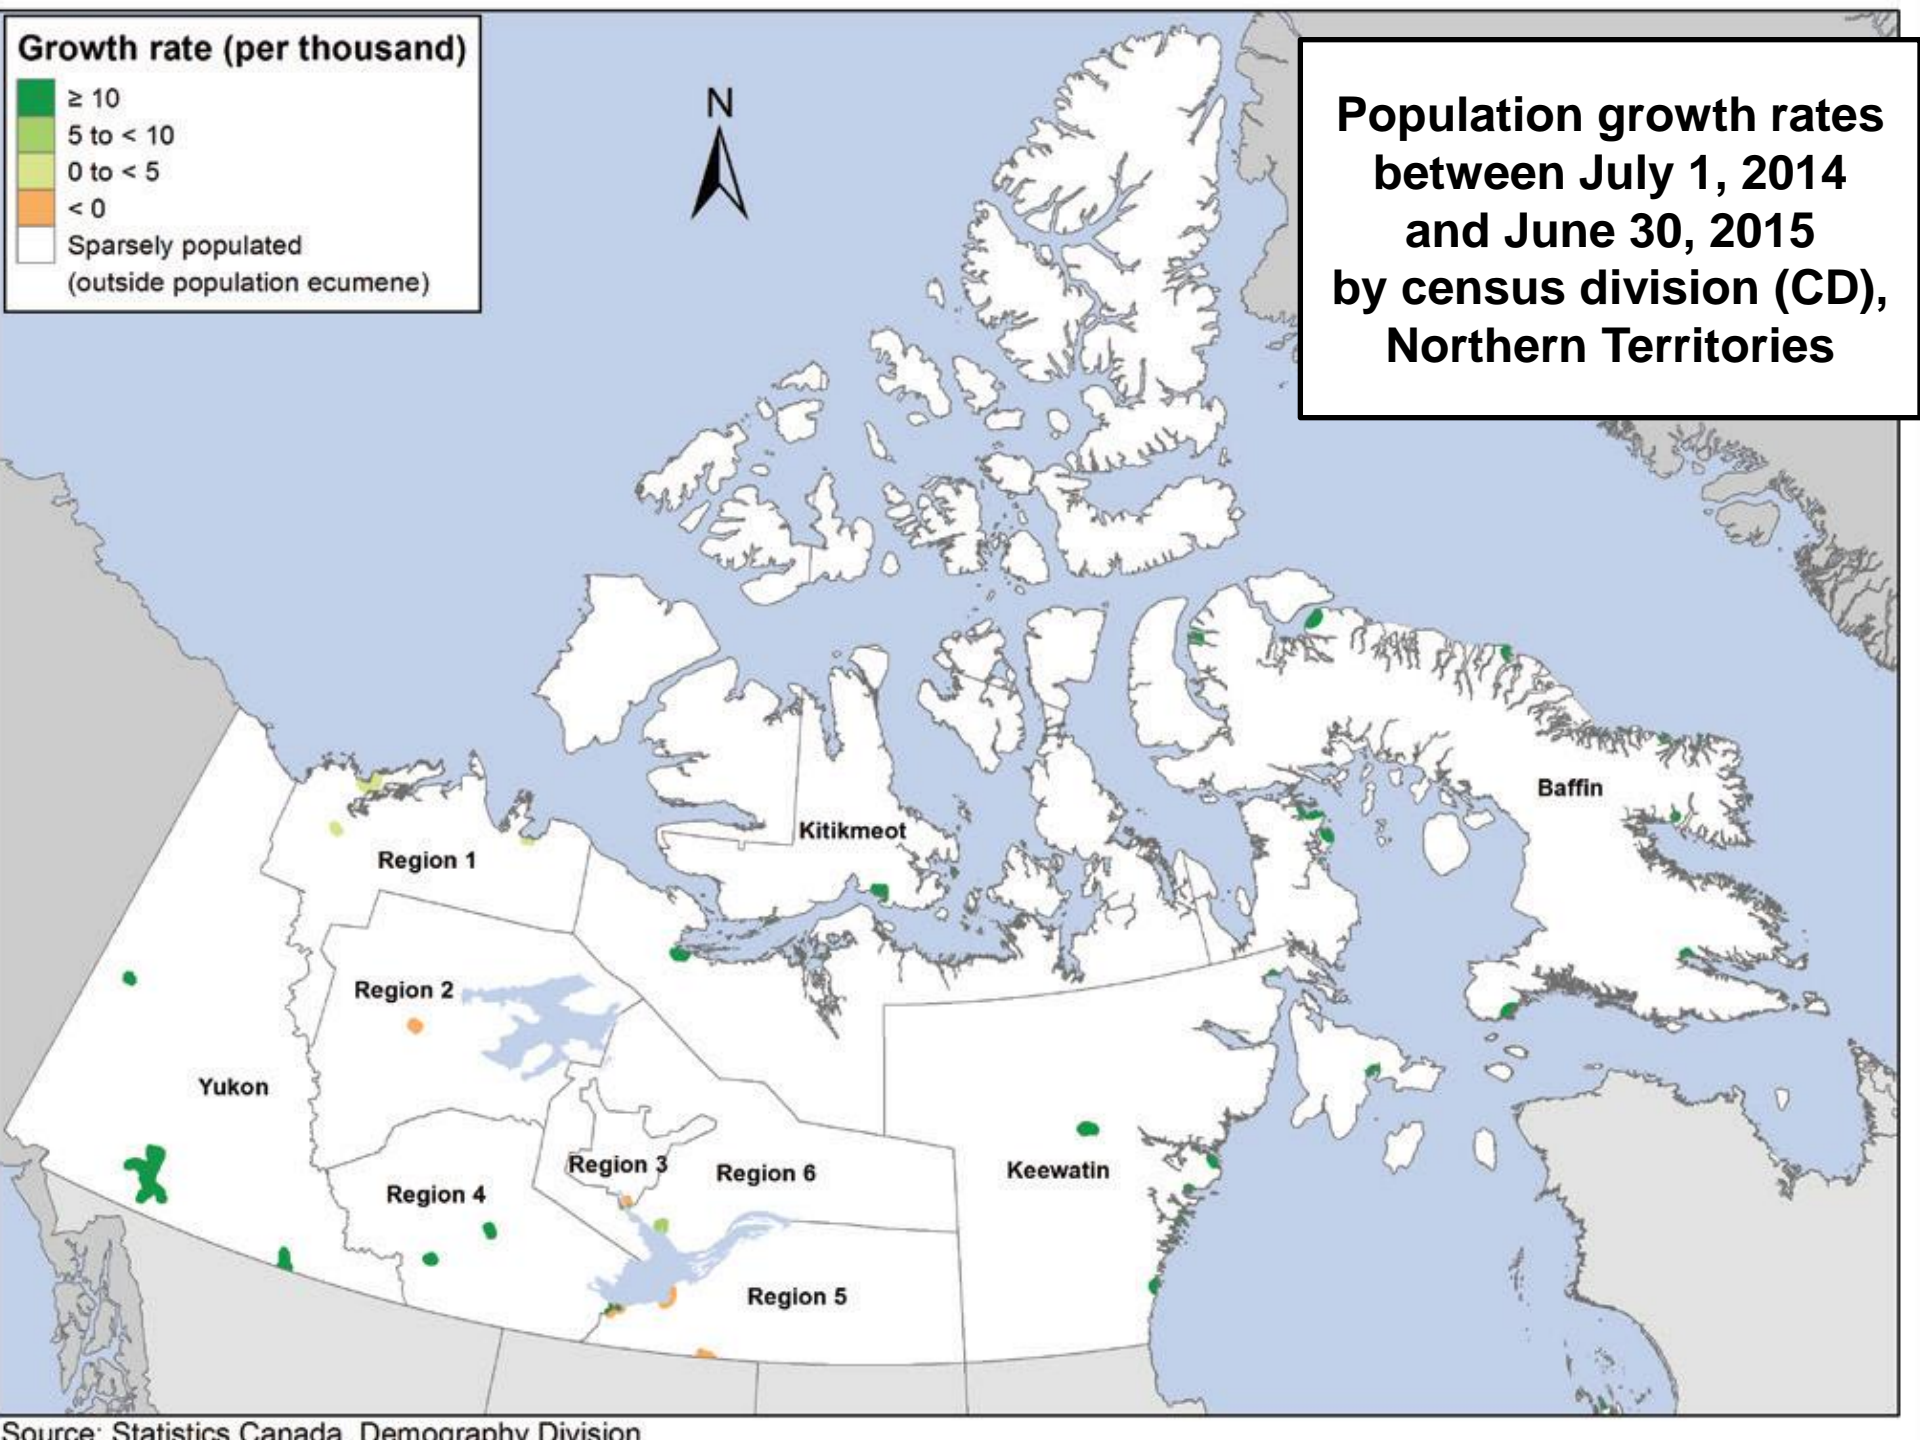 Growth rate (per thousand)
≥ 10
5 to < 10
0 to < 5
< 0
Sparsely populated
(outside population ecumene)
N
Population growth rates
between July 1, 2014
and June 30, 2015
by census division (CD),
Northern Territories
Baffin
Kitikmeot
Region 1
Region 2
Yukon
Region 3
Region 6
Keewatin
Region 4
Region 5
Source: Statistics Canada, Demography Division